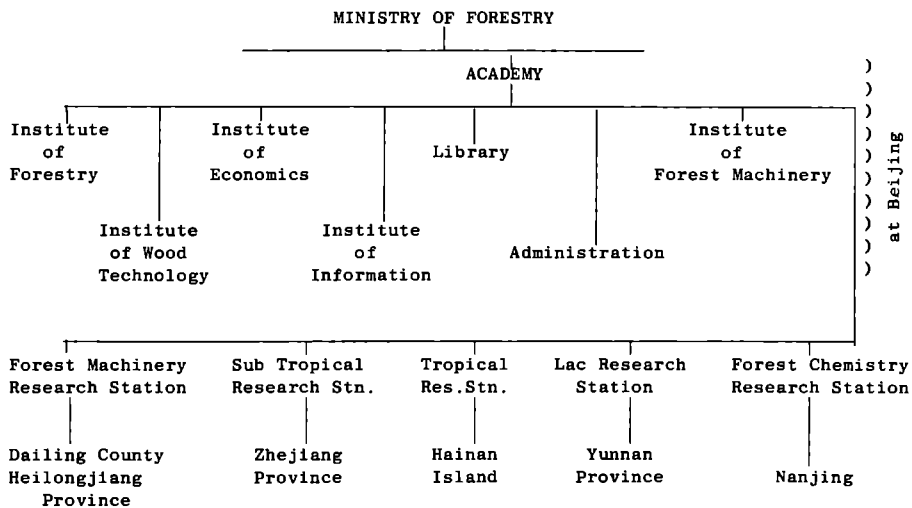 MINISTRY OF FORESTRY
ACADEMY
Institute
of
Forestry
Institute
of Wood
Technology
Institute
of
Economics
Institute
of
Information
Library
Administration
Institute
of
Forest Machinery
)
)
)
)
)
)
)
)
)
)
at Beijing
Forest Machinery
Research Station
Dailing County
Heilongjiang
Province
Sub Tropical
Research Stn.
Zhejiang
Province
Tropical
Res.Stn.
Hainan
Island
Lac Research
Station
Yunnan
Province
Forest Chemistry
Research Station
Nanjing